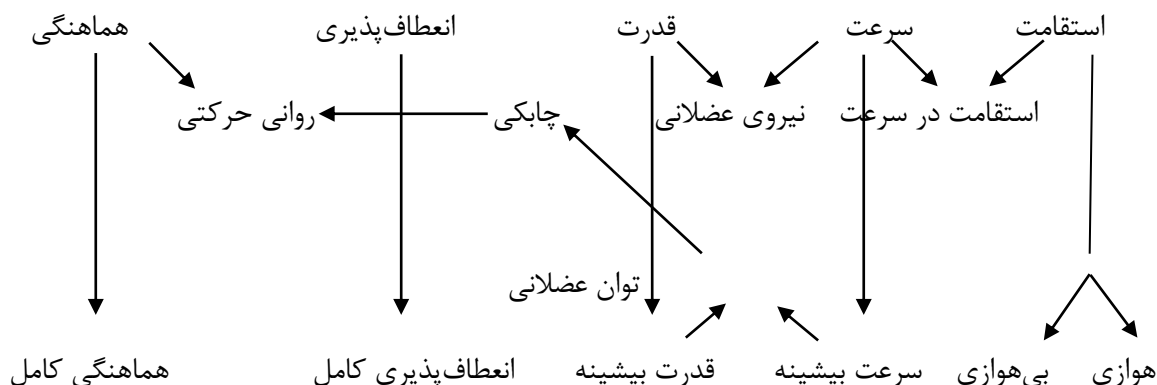 استقامت سرعت قدرت انعطاف‌پذیری هماهنگی
استقامت در سرعت نیروی عضلانی چابکی روانی حرکتی
توان عضلانی
هوازی بی‌هوازی سرعت بیشینه قدرت بیشینه انعطاف‌پذیری کامل هماهنگی کامل